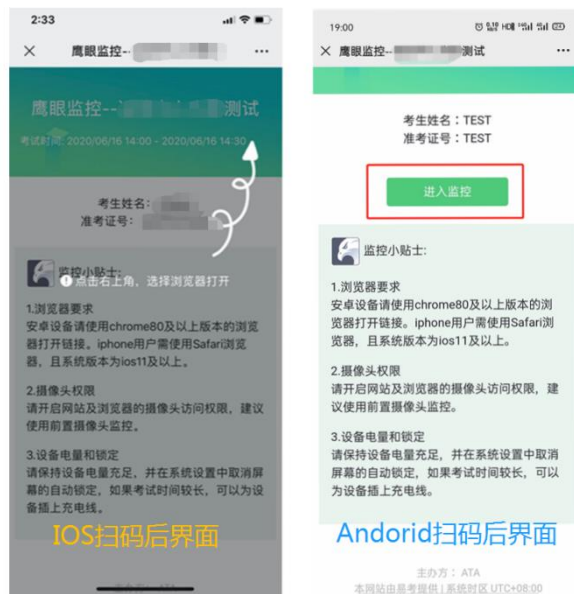 2:33
鹰眼监控--
鹰眼监控--
测试
考试时间: 2020/06/16 14:00 - 2020/06/16 14:30
考生姓名:
准考证号:
监控小贴士:
点击右上角，选择浏览器打开
1.浏览器要求
安卓设备请使用chrome80及以上版本的浏览
器打开链接。iphone用户需使用Safari浏览
器，且系统版本为ios11及以上。
2.摄像头权限
请开启网站及浏览器的摄像头访问权限，建议
使用前置摄像头监控。
3.设备电量和锁定
请保持设备电量充足，并在系统设置中取消屏
幕的自动锁定，如果考试时间较长，可以为设
备插上充电线。
IOS扫码后界面
19:00
鹰眼监控--
测试
考生姓名：TEST
准考证号：TEST
进入监控
监控小贴士:
1.浏览器要求
安卓设备请使用chrome80及以上版本的浏
览器打开链接。iphone用户需使用Safari浏
览器，且系统版本为ios11及以上。
2.摄像头权限
请开启网站及浏览器的摄像头访问权限，建
议使用前置摄像头监控。
3.设备电量和锁定
请保持设备电量充足，并在系统设置中取消
屏幕的自动锁定，如果考试时间较长，可以
为设备插上充电线。
Andorid扫码后界面
主办方： ATA
本网站由易考提供 | 系统时区 UTC+08:00